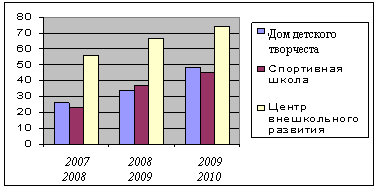 80
70
60
50
40
30
20
10
0
2007 2008 2009
2008 2009 2010
Дом детского
творчеста
Спортивная
школа
Центр
внешкольного
развития